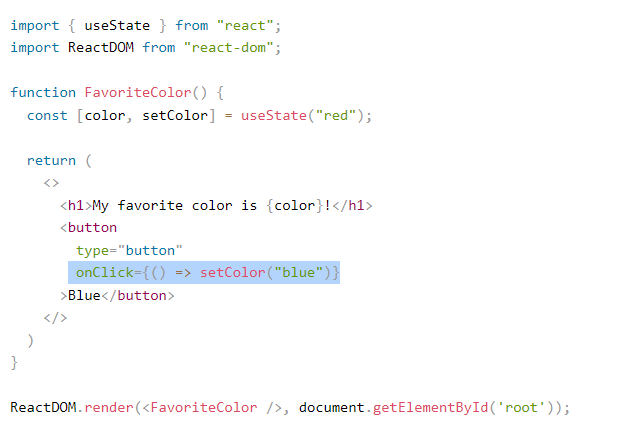 import { useState } from "react";
import ReactDOM from "react-dom";

function FavoriteColor() {
  const [color, setColor] = useState("red");

  return (
    <>
      <h1>My favorite color is {color}!</h1>
      <button
        type="button"
        onClick={() => setColor("blue")}
      >Blue</button>
    </>
  )
}

ReactDOM.render(<FavoriteColor />, document.getElementById('root'));